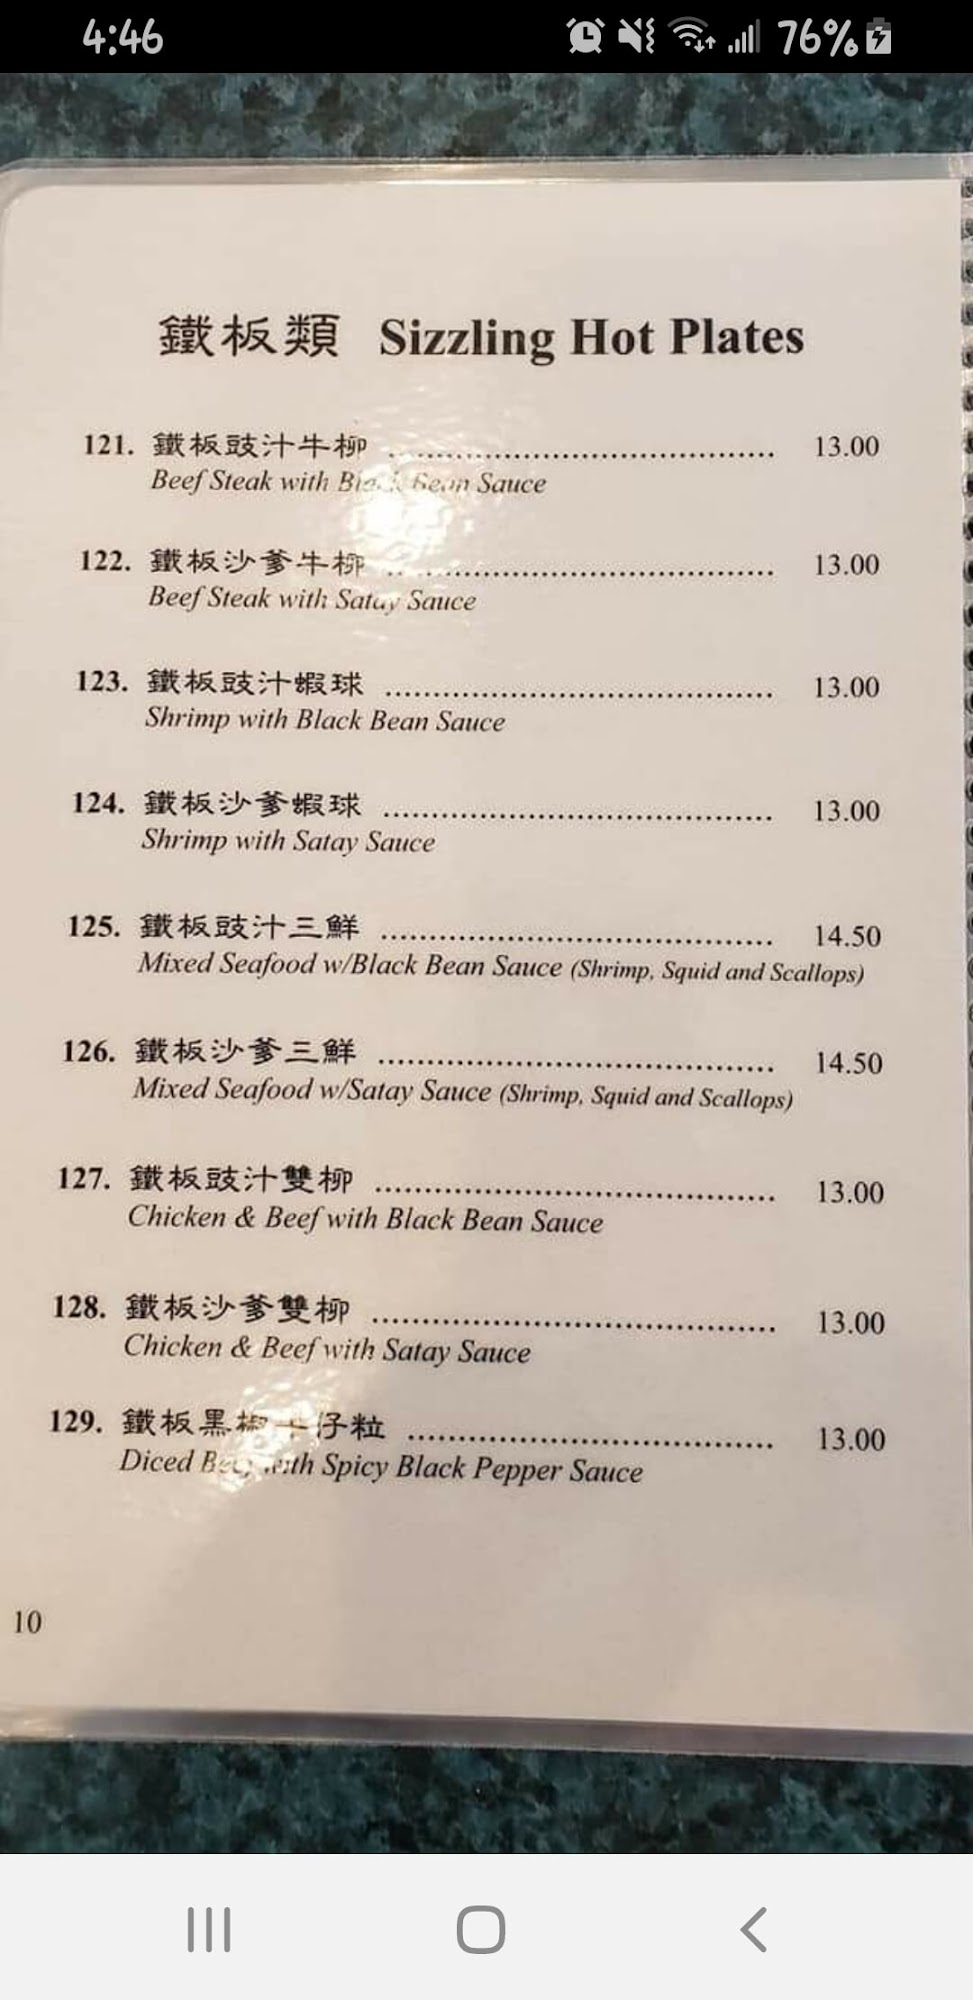 4:46 76%
鐵板類 Sizzling Hot Plates
121. 鐵板豉汁牛柳 ........................................ 13.00
Beef Steak with Black Bean Sauce
122. 鐵板沙爹牛柳 ........................................ 13.00
Beef Steak with Satay Sauce
123. 鐵板豉汁蝦球 ........................................ 13.00
Shrimp with Black Bean Sauce
124. 鐵板沙爹蝦球 ........................................ 13.00
Shrimp with Satay Sauce
125. 鐵板豉汁三鮮 ........................................ 14.50
Mixed Seafood w/Black Bean Sauce (Shrimp, Squid and Scallops)
126. 鐵板沙爹三鮮 ........................................ 14.50
Mixed Seafood w/Satay Sauce (Shrimp, Squid and Scallops)
127. 鐵板豉汁雙柳 ........................................ 13.00
Chicken & Beef with Black Bean Sauce
128. 鐵板沙爹雙柳 ........................................ 13.00
Chicken & Beef with Satay Sauce
129. 鐵板黑椒牛仔粒 ..................................... 13.00
Diced Beef with Spicy Black Pepper Sauce
10